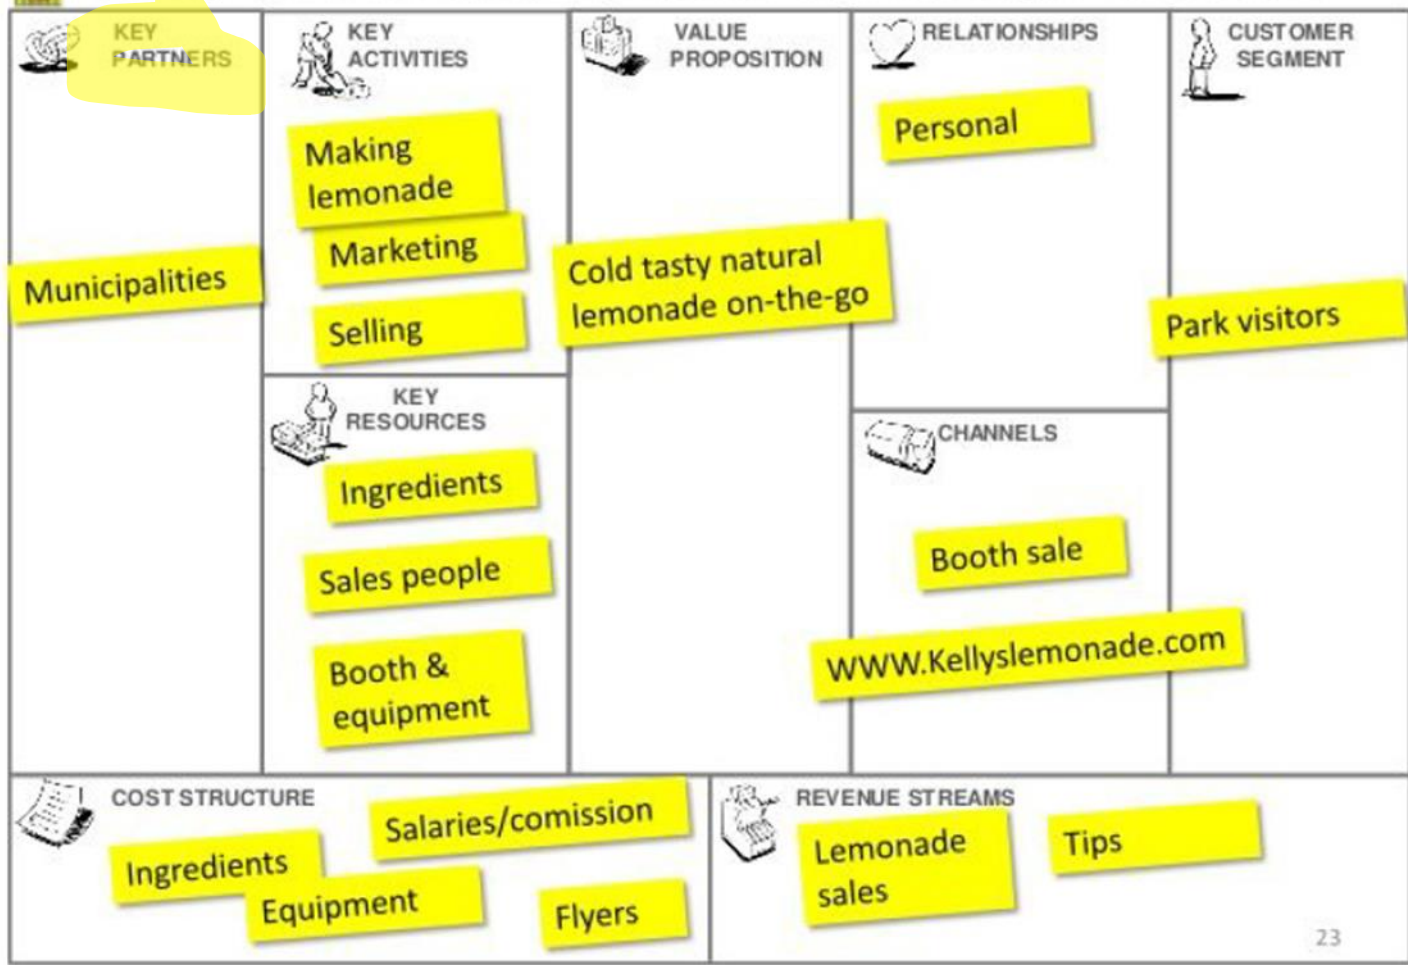 KEY
PARTNERS
Municipalities
KEY
ACTIVITIES
Making
lemonade
Marketing
Selling
KEY
RESOURCES
Ingredients
Sales people
Booth &
equipment
VALUE
PROPOSITION
Cold tasty natural
lemonade on-the-go
RELATIONSHIPS
Personal
CHANNELS
Booth sale
WWW.Kellyslemonade.com
CUSTOMER
SEGMENT
Park visitors
COST STRUCTURE
Salaries/comission
Ingredients
Equipment
Flyers
REVENUE STREAMS
Lemonade
sales
Tips
23